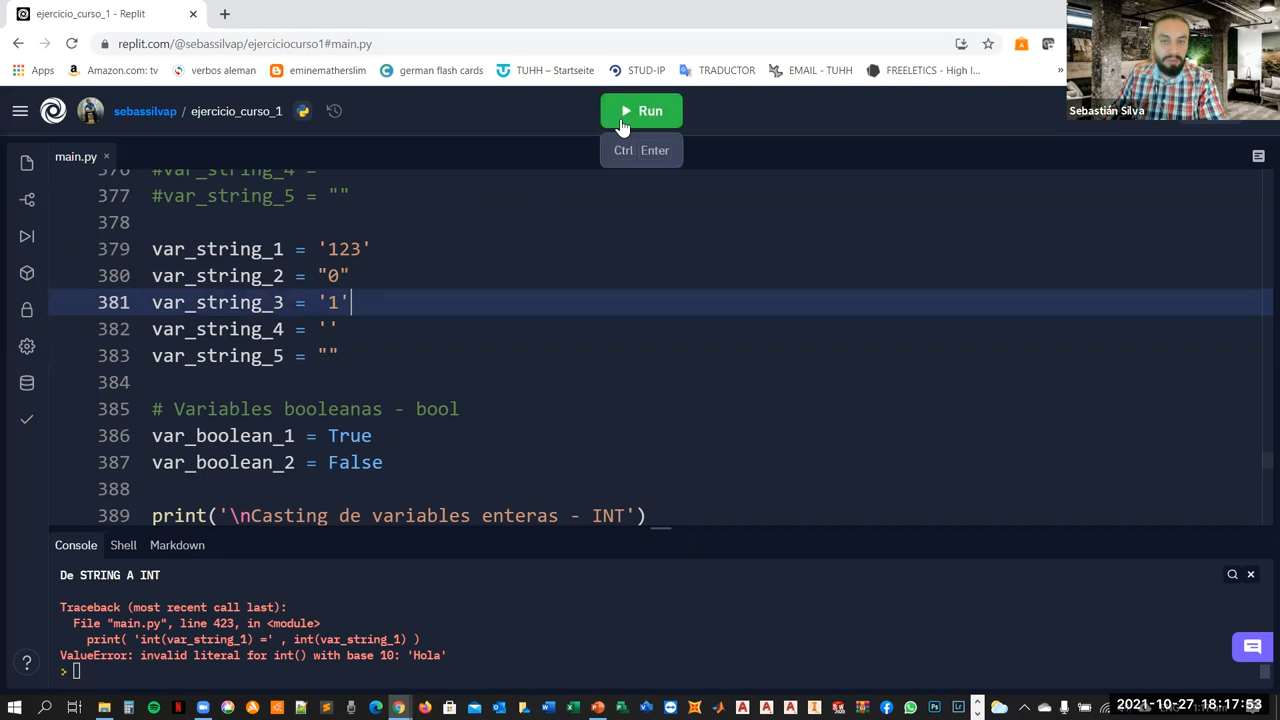 ejercicio_curso_1 - Replit
replit.com/@sebassilvap/ejerciciocurso1#main.py
Apps
Amazon.com: tv
verbos aleman
eminematherslim
german flash cards
TUHH – Startseite
STUD-IP
TRADUCTOR
EMAIL - TUHH
FREELETICS - High I...
»
Sebastián Silva
sebassilvap / ejercicio_curso_1
Run
Ctrl Enter
main.py
377 #var_string_5 = ""
378
379 var_string_1 = '123'
380 var_string_2 = "0"
381 var_string_3 = '1'
382 var_string_4 = ''
383 var_string_5 = ""
384
385 # Variables booleanas - bool
386 var_boolean_1 = True
387 var_boolean_2 = False
388
389 print('\nCasting de variables enteras - INT')
Console Shell Markdown
De STRING A INT
Traceback (most recent call last):
File "main.py", line 423, in <module>
print( 'int(var_string_1) =' , int(var_string_1) )
ValueError: invalid literal for int() with base 10: 'Hola'
>
?
2021-10-27 18:17:53